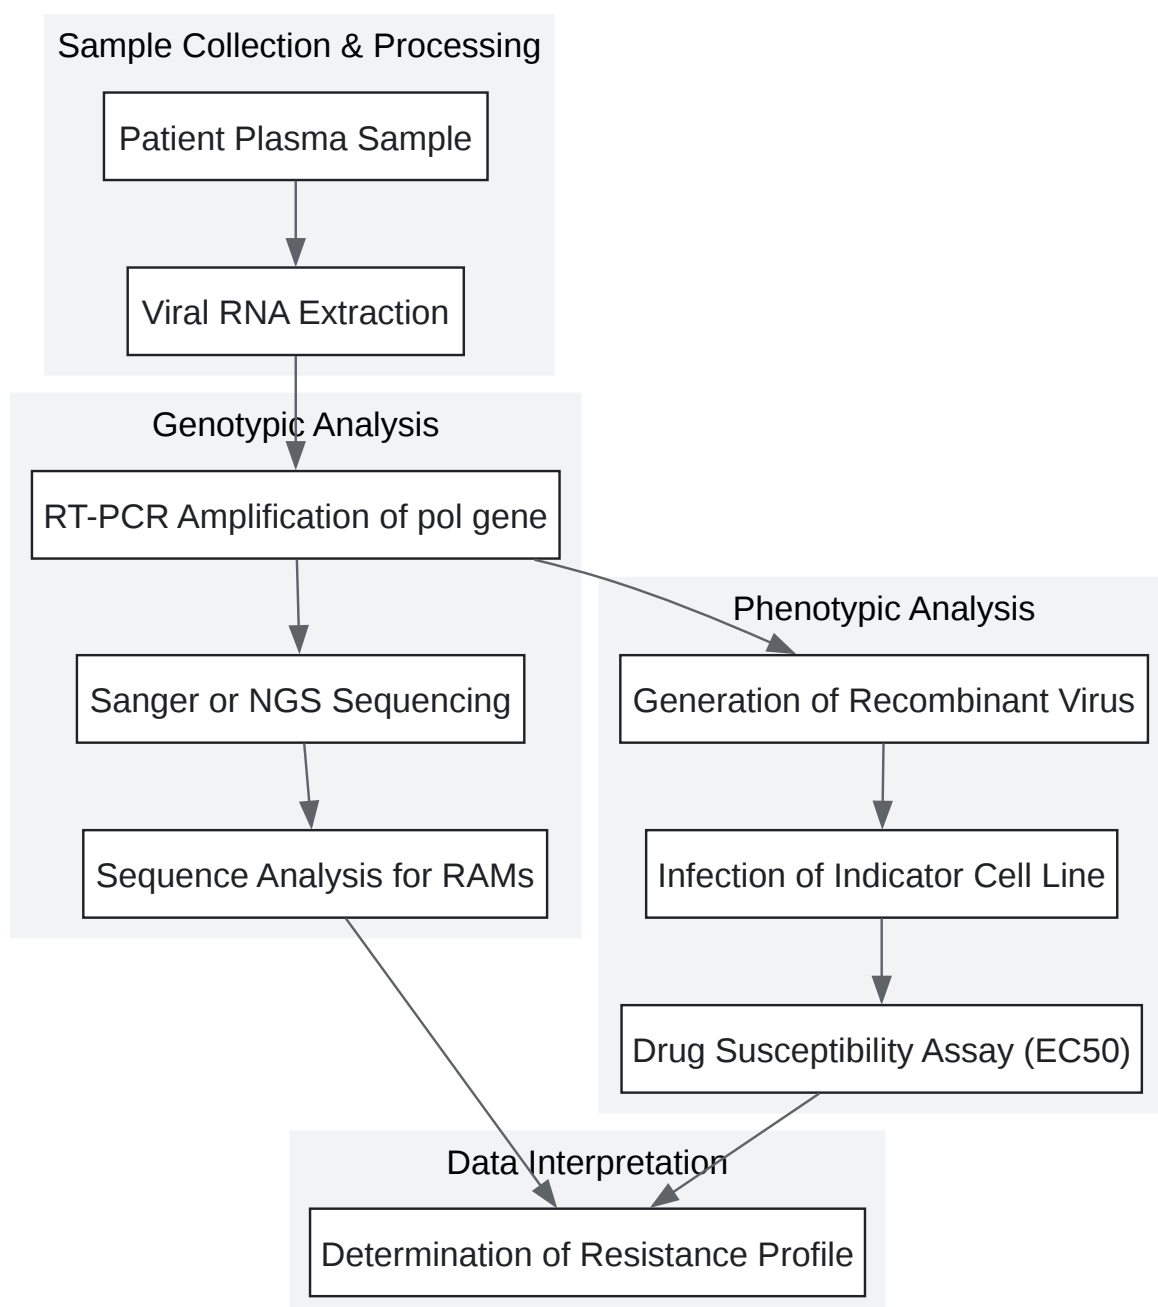 Sample Collection & Processing
Patient Plasma Sample
Viral RNA Extraction
Genotypic Analysis
RT-PCR Amplification of pol gene
Sanger or NGS Sequencing
Sequence Analysis for RAMs
Phenotypic Analysis
Generation of Recombinant Virus
Infection of Indicator Cell Line
Drug Susceptibility Assay (EC50)
Data Interpretation
Determination of Resistance Profile